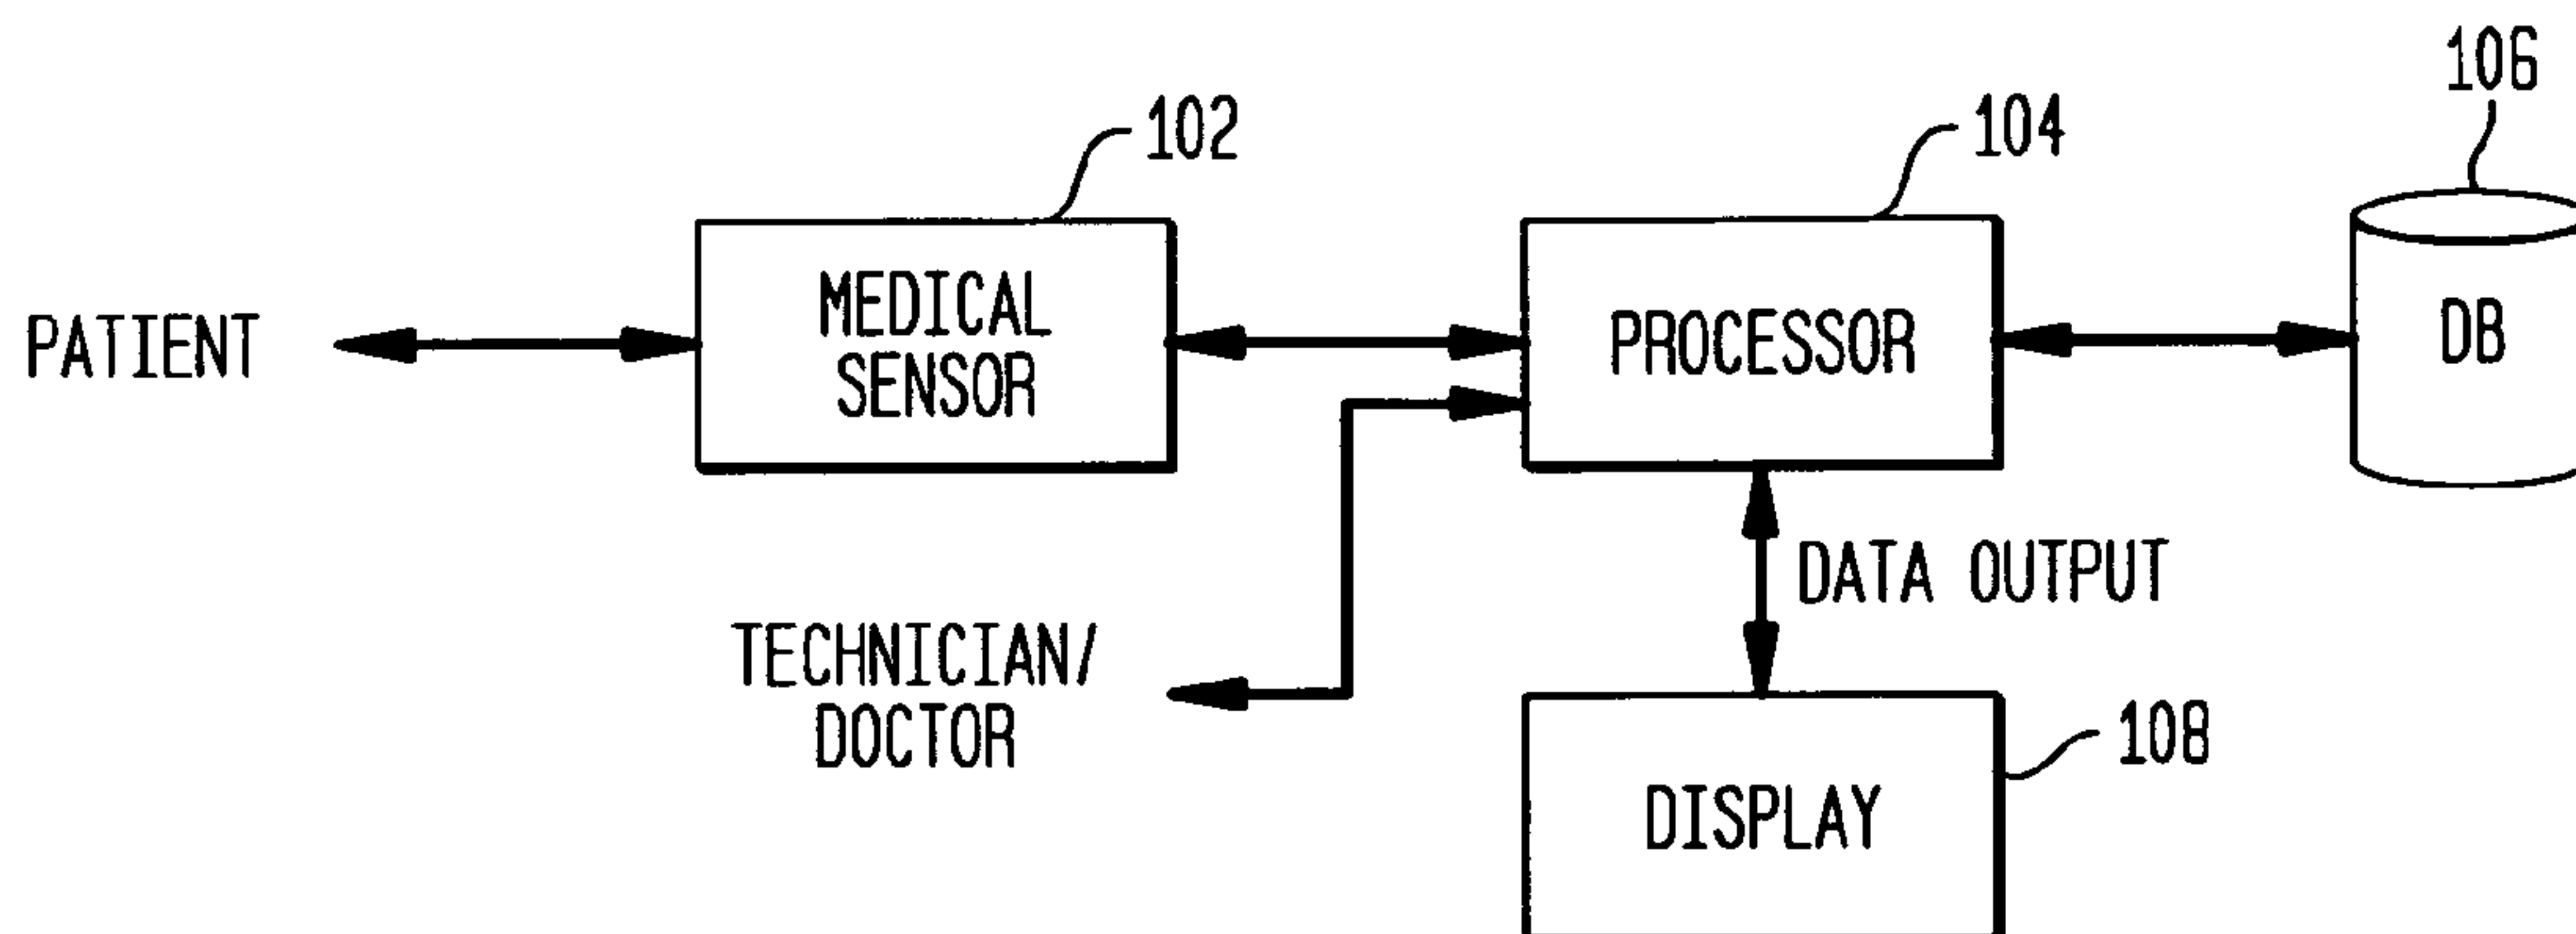 106
102
104
MEDICAL
SENSOR
PROCESSOR
DB
PATIENT
DATA OUTPUT
TECHNICIAN/
DOCTOR
108
DISPLAY